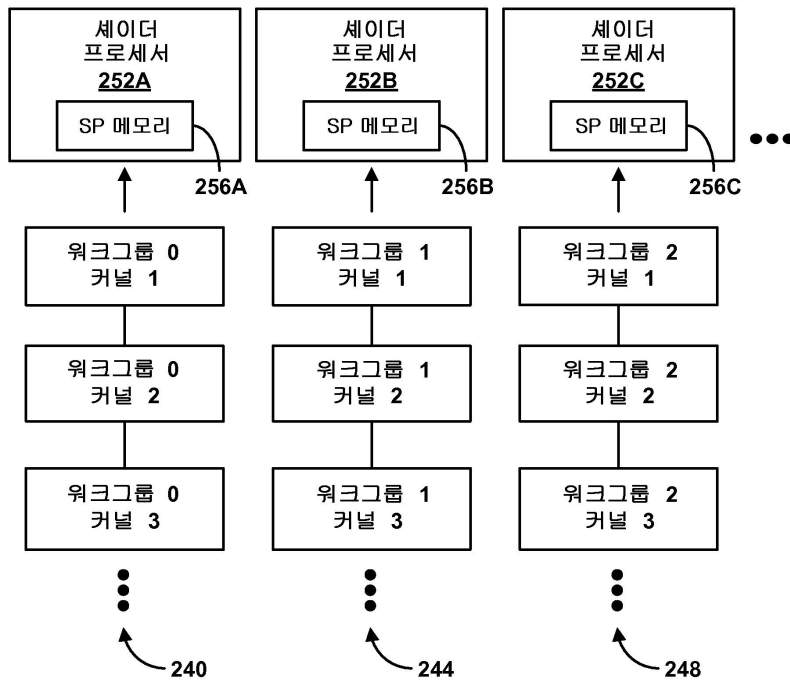 셰이더
프로세서
252A
SP 메모리
256A
셰이더
프로세서
252B
SP 메모리
256B
셰이더
프로세서
252C
SP 메모리
256C
워크그룹 0
커널 1
워크그룹 1
커널 1
워크그룹 2
커널 1
워크그룹 0
커널 2
워크그룹 1
커널 2
워크그룹 2
커널 2
워크그룹 0
커널 3
워크그룹 1
커널 3
워크그룹 2
커널 3
240
244
248